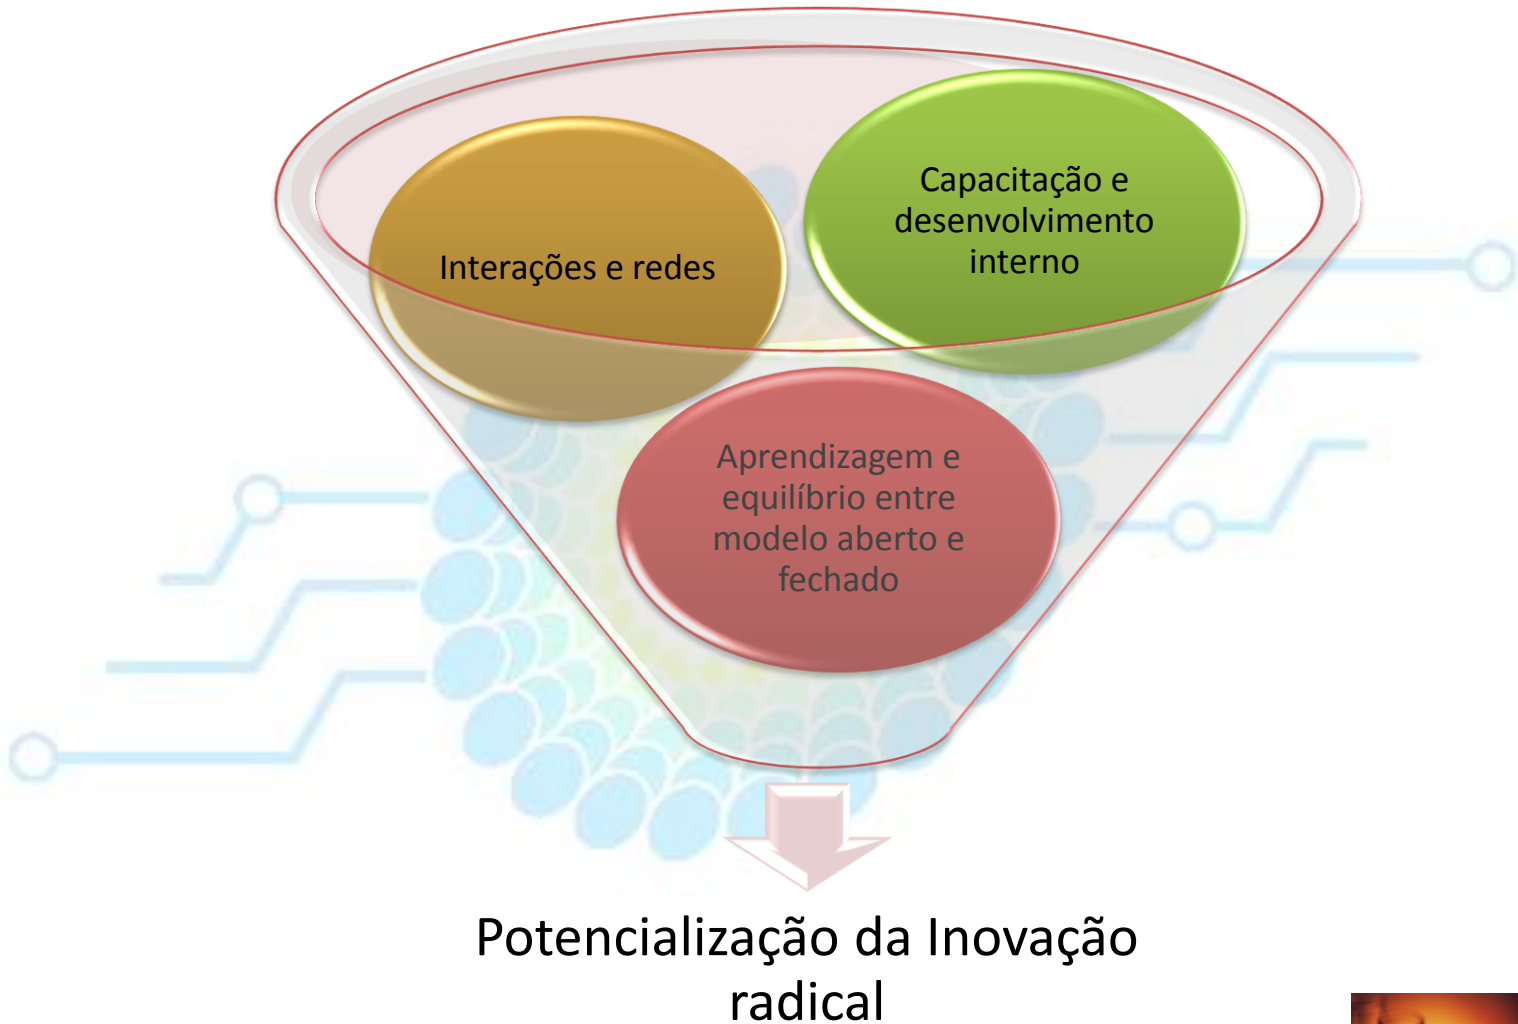 Interações e redes
Capacitação e
desenvolvimento
interno
Aprendizagem e
equilíbrio entre
modelo aberto e
fechado
Potencialização da Inovação
radical